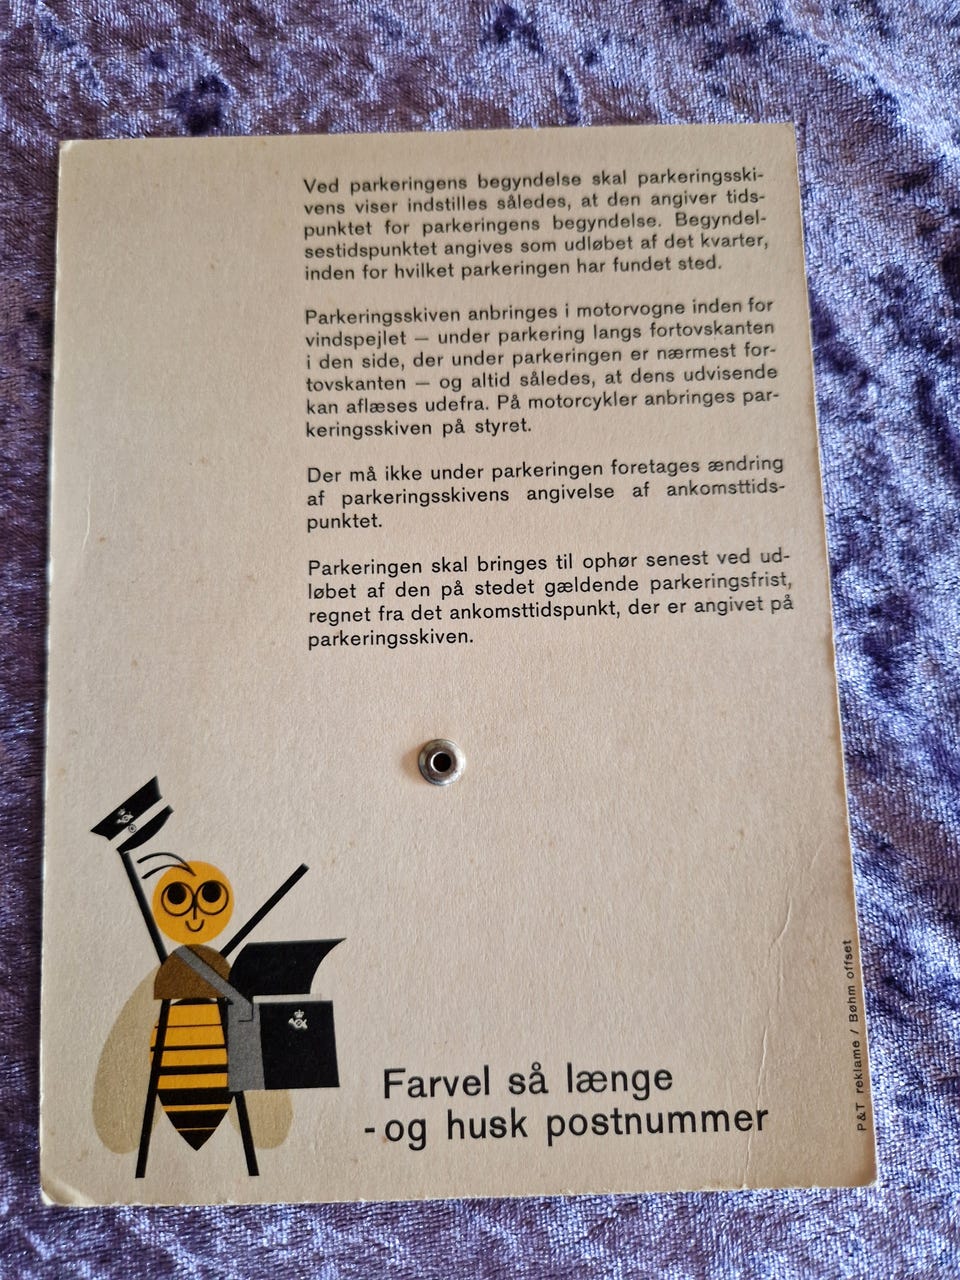 Ved parkeringens begyndelse skal parkeringsski-
vens viser indstilles således, at den angiver tids-
punktet for parkeringens begyndelse. Begyndel-
sestidspunktet angives som udløbet af det kvarter,
inden for hvilket parkeringen har fundet sted.
Parkeringsskiven anbringes i motorvogne inden for
vindspejlet — under parkering langs fortovskanten
i den side, der under parkeringen er nærmest for-
tovskanten — og altid således, at dens udvisende
kan aflæses udefra. På motorcykler anbringes par-
keringsskiven på styret.
Der må ikke under parkeringen foretages ændring
af parkeringsskivens angivelse af ankomsttids-
punktet.
Parkeringen skal bringes til ophør senest ved ud-
løbet af den på stedet gældende parkeringsfrist,
regnet fra det ankomsttidspunkt, der er angivet på
parkeringsskiven.
Farvel så længe
- og husk postnummer
P&T reklame / Bøhm offset